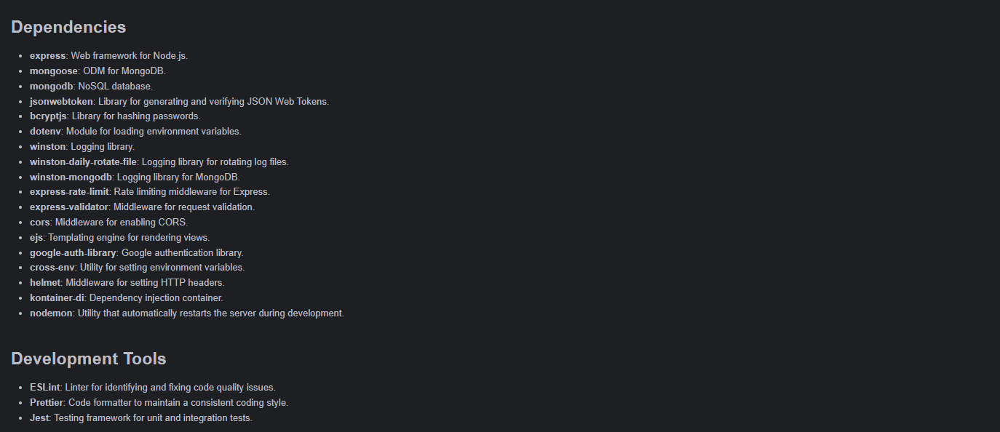 Dependencies
express: Web framework for Node.js.
mongoose: ODM for MongoDB.
mongodb: NoSQL database.
jsonwebtoken: Library for generating and verifying JSON Web Tokens.
bcryptjs: Library for hashing passwords.
dotenv: Module for loading environment variables.
winston: Logging library.
winston-daily-rotate-file: Logging library for rotating log files.
winston-mongodb: Logging library for MongoDB.
express-rate-limit: Rate limiting middleware for Express.
express-validator: Middleware for request validation.
cors: Middleware for enabling CORS.
ejs: Templating engine for rendering views.
google-auth-library: Google authentication library.
cross-env: Utility for setting environment variables.
helmet: Middleware for setting HTTP headers.
kontainer-di: Dependency injection container.
nodemon: Utility that automatically restarts the server during development.
Development Tools
ESLint: Linter for identifying and fixing code quality issues.
Prettier: Code formatter to maintain a consistent coding style.
Jest: Testing framework for unit and integration tests.